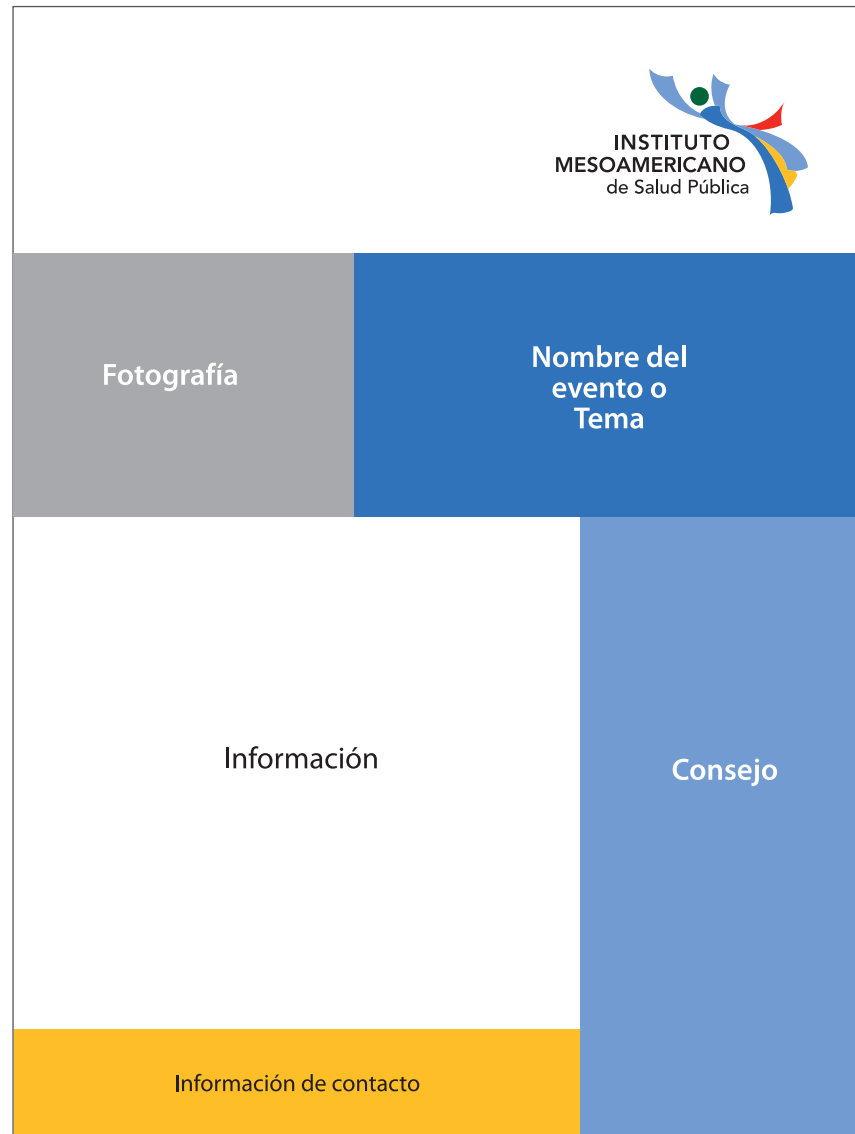 INSTITUTO
MESOAMERICANO
de Salud Pública
Fotografía
Nombre del
evento o
Tema
Información
Consejo
Información de contacto